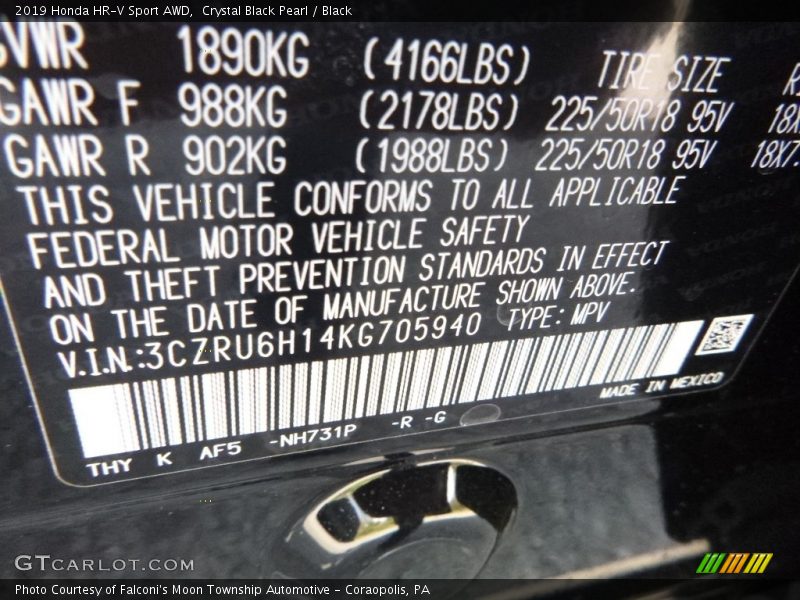 2019 Honda HR-V Sport AWD, Crystal Black Pearl / Black
GVWR 1890KG (4166LBS) TIRE SIZE
GAWR F 988KG (2178LBS) 225/50R18 95V
GAWR R 902KG (1988LBS) 225/50R18 95V 18X7.
THIS VEHICLE CONFORMS TO ALL APPLICABLE
FEDERAL MOTOR VEHICLE SAFETY
AND THEFT PREVENTION STANDARDS IN EFFECT
ON THE DATE OF MANUFACTURE SHOWN ABOVE.
V.I.N.:3CZRU6H14KG705940 TYPE: MPV
MADE IN MEXICO
THY K AF5 -NH731P -R -G
GTCARLOT.COM
Photo Courtesy of Falconi's Moon Township Automotive - Coraopolis, PA